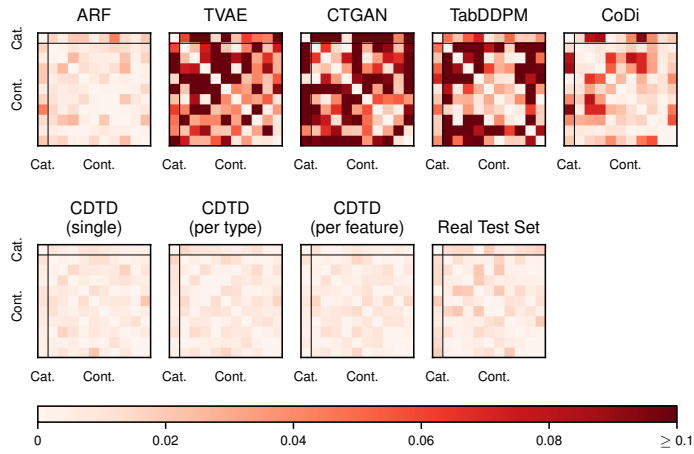 ARF TVAE CTGAN TabDDPM CoDi
Cat.
Cont.
Cat. Cont. Cat. Cont. Cat. Cont. Cat. Cont. Cat. Cont.
CDTD CDTD CDTD
(single) (per type) (per feature) Real Test Set
Cat.
Cont.
Cat. Cont. Cat. Cont. Cat. Cont. Cat. Cont.
0 0.02 0.04 0.06 0.08 ≥ 0.1